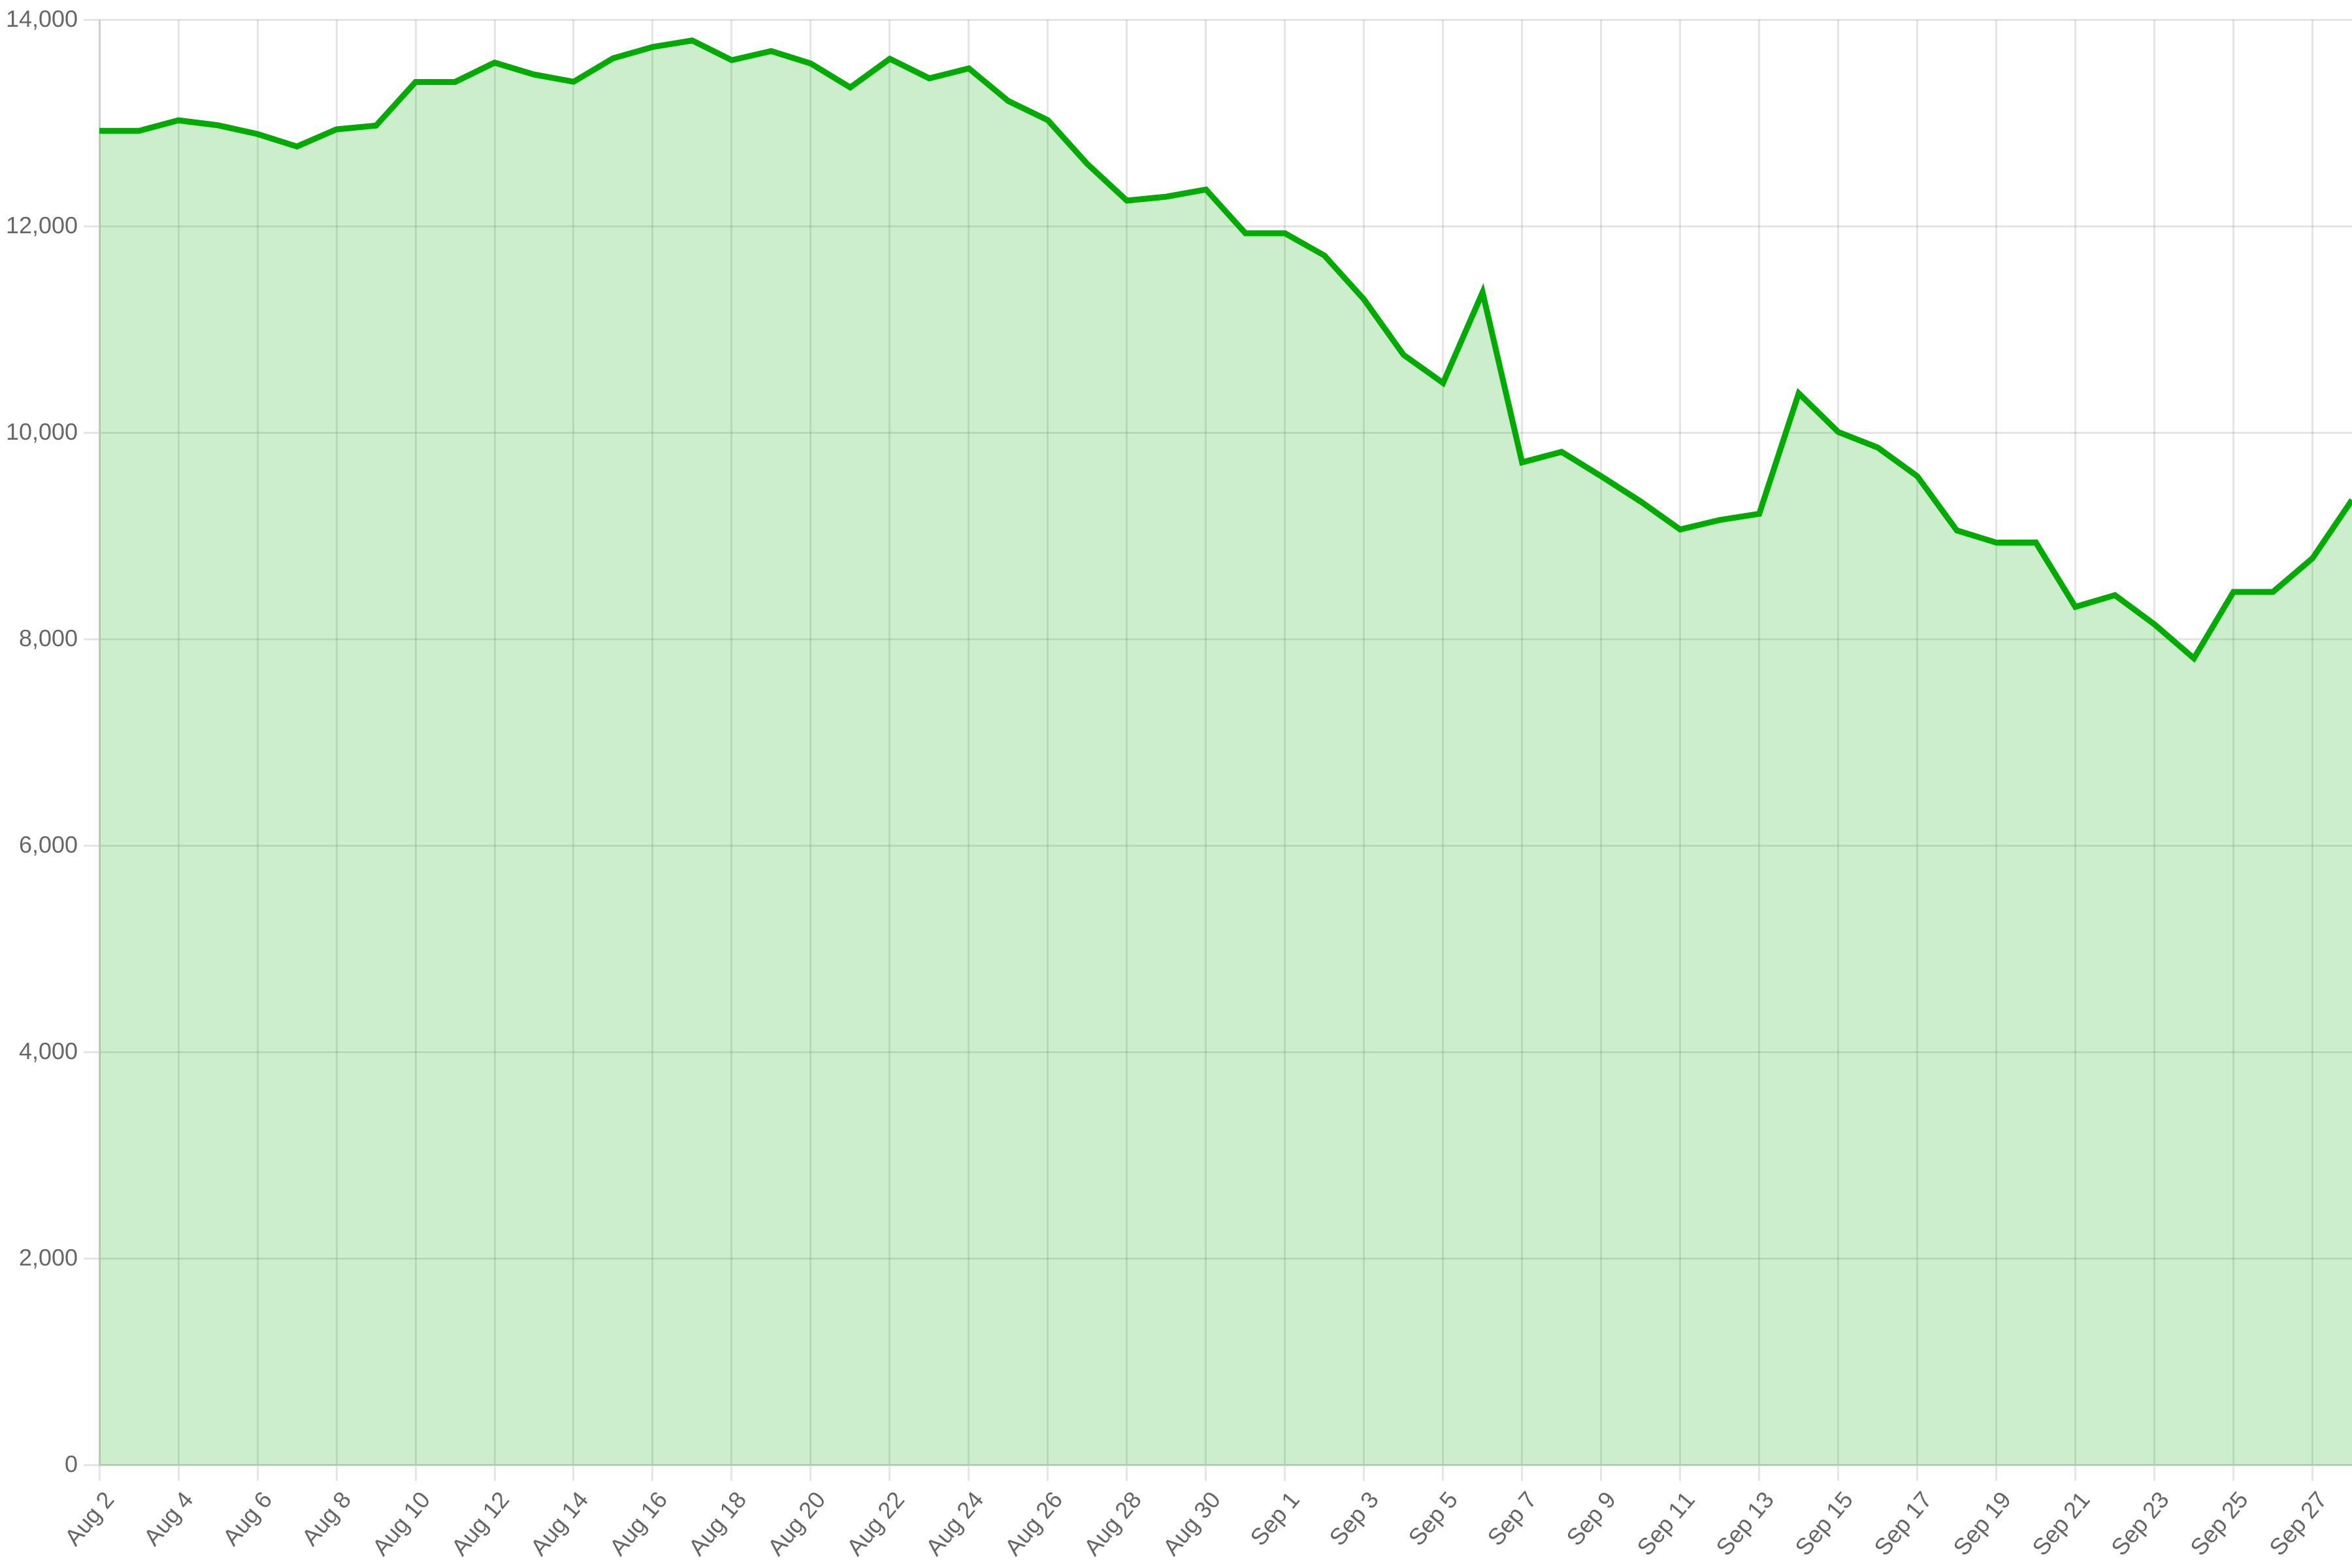 14,000
12,000
10,000
8,000
6,000
4,000
2,000
0
Aug 2
Aug 4
Aug 6
Aug 8
Aug 10
Aug 12
Aug 14
Aug 16
Aug 18
Aug 20
Aug 22
Aug 24
Aug 26
Aug 28
Aug 30
Sep 1
Sep 3
Sep 5
Sep 7
Sep 9
Sep 11
Sep 13
Sep 15
Sep 17
Sep 19
Sep 21
Sep 23
Sep 25
Sep 27